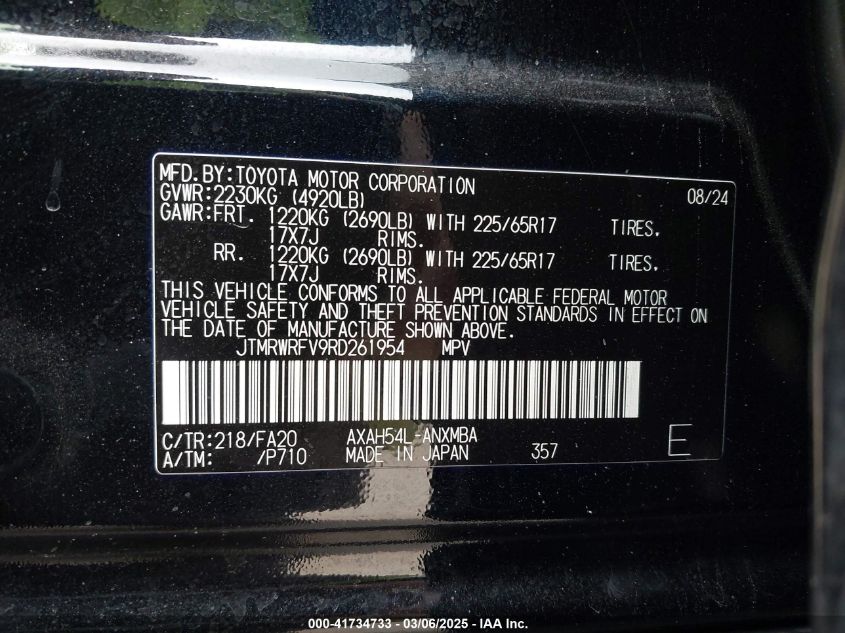 MFD.BY:TOYOTA MOTOR CORPORATION 08/24
GVWR:2230KG (4920LB)
GAWR:FRT. 1220KG (2690LB) WITH 225/65R17 TIRES.
17X7J RIMS.
RR. 1220KG (2690LB) WITH 225/65R17 TIRES.
17X7J RIMS.
THIS VEHICLE CONFORMS TO ALL APPLICABLE FEDERAL MOTOR
VEHICLE SAFETY AND THEFT PREVENTION STANDARDS IN EFFECT ON
THE DATE OF MANUFACTURE SHOWN ABOVE.
JTMRWRFV9RD261954 MPV
C/TR:218/FA20 AXAH54L-ANXMBA
A/TM: /P710 MADE IN JAPAN 357 E
000-41734733 - 03/06/2025 - IAA Inc.